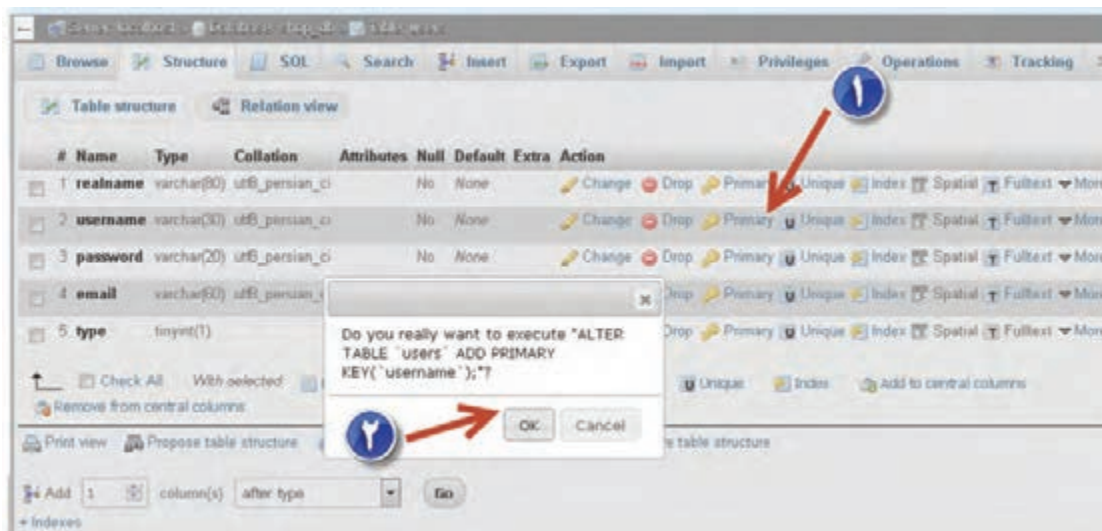 Browse Structure SQL Search Insert Export Import Privileges Operations Tracking
Table structure Relation view
# Name Type Collation Attributes Null Default Extra Action
1 realname varchar(80) utf8_persian_ci No None Change Drop Primary Unique Index Spatial Fulltext More
2 username varchar(30) utf8_persian_ci No None Change Drop Primary Unique Index Spatial Fulltext More
3 password varchar(20) utf8_persian_ci No None Change Drop Primary Unique Index Spatial Fulltext More
4 email varchar(60) utf8_persian_ Drop Primary Unique Index Spatial Fulltext More
5 type tinyint(1) Drop Primary Unique Index Spatial Fulltext More
Do you really want to execute "ALTER
TABLE `users` ADD PRIMARY
KEY(`username`);"?
OK Cancel
Check All With selected Unique Index Add to central columns
Remove from central columns
Print view Propose table structure table structure
Add 1 column(s) after type Go
+ Indexes
۱
۲